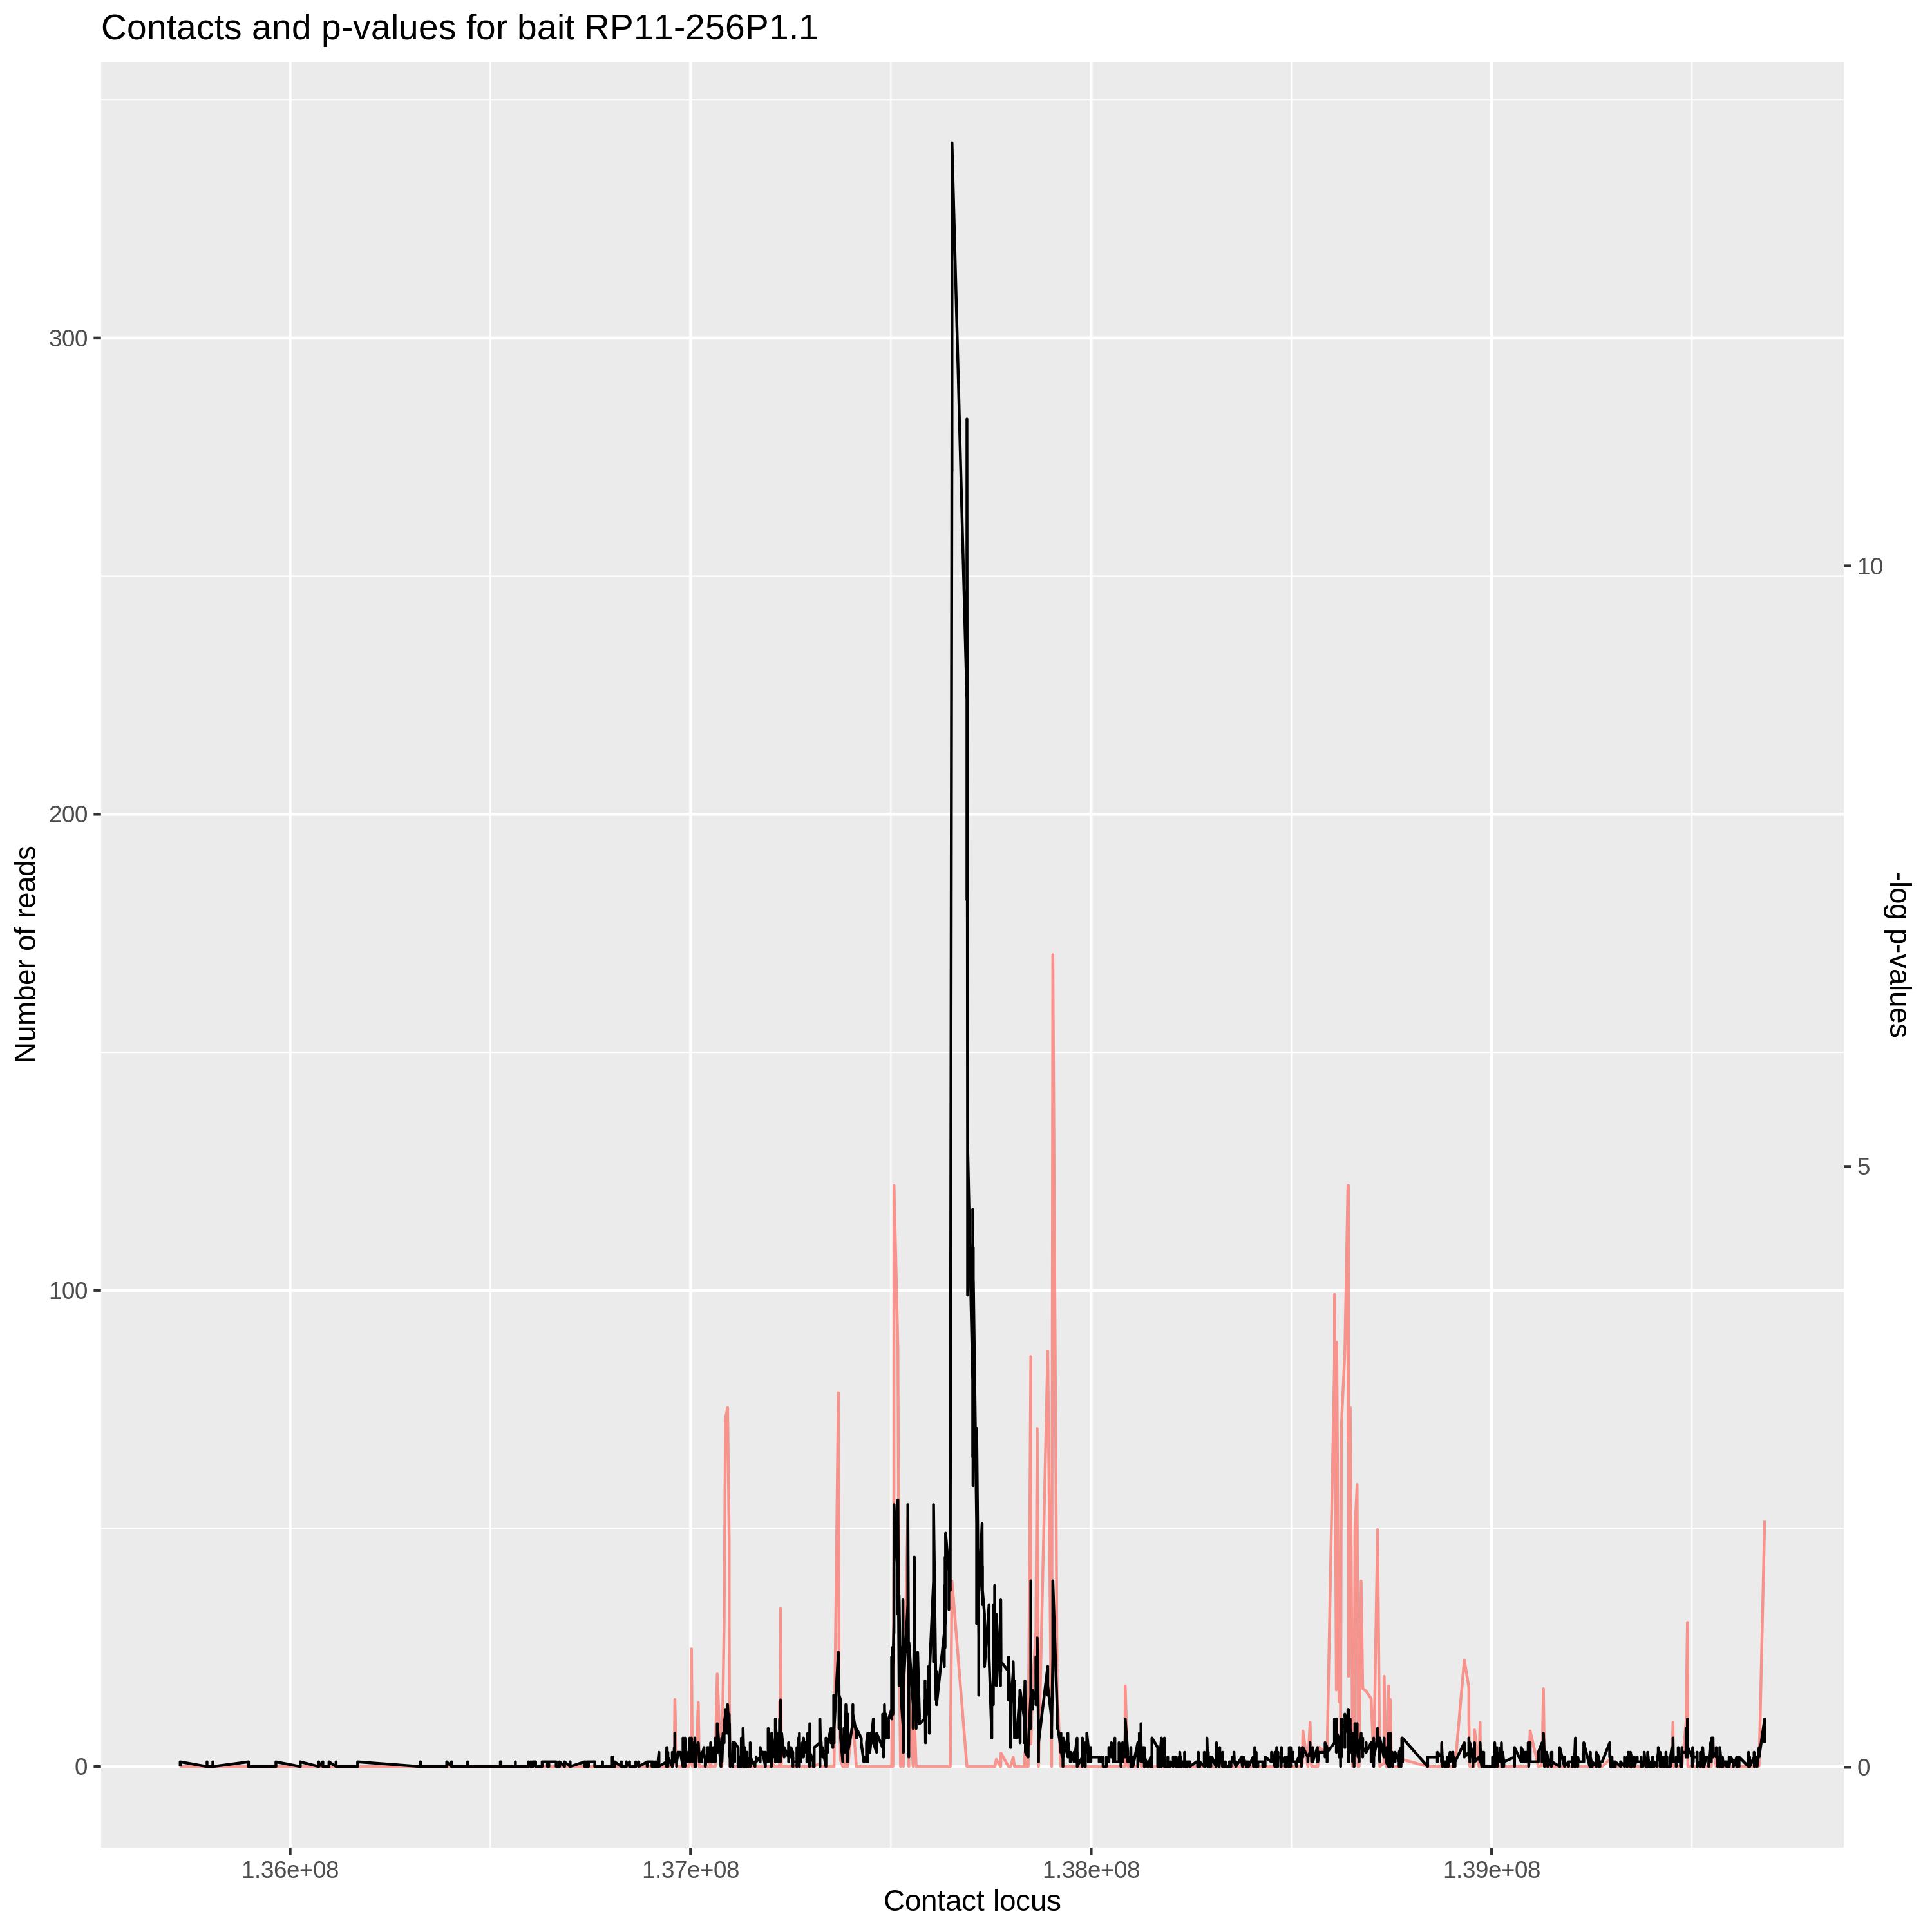 Contacts and p-values for bait RP11-256P1.1
300
200
100
0
Number of reads
10
5
0
-log p-values
1.36e+08
1.37e+08
1.38e+08
1.39e+08
Contact locus